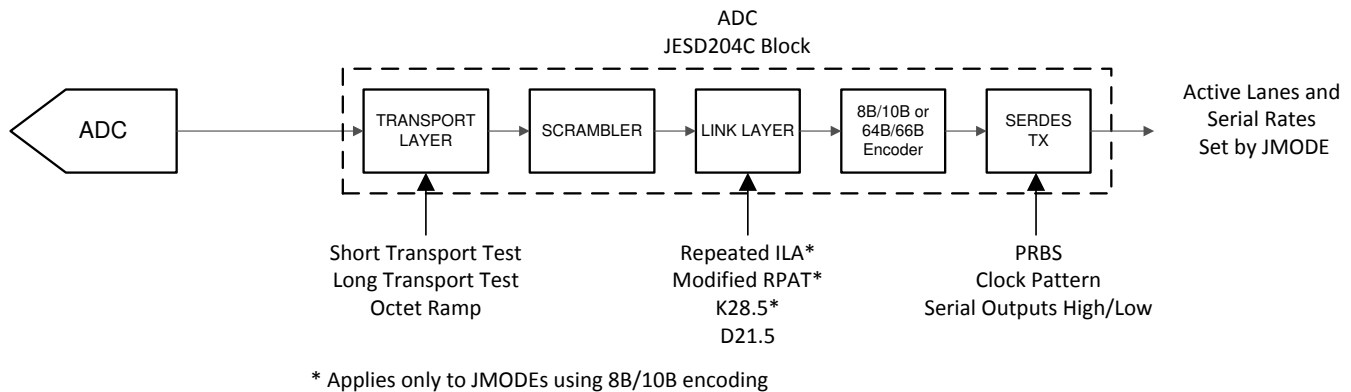 ADC
JESD204C Block
ADC
TRANSPORT
LAYER
SCRAMBLER
LINK LAYER
8B/10B or
64B/66B
Encoder
SERDES
TX
Active Lanes and
Serial Rates
Set by JMODE
Short Transport Test
Long Transport Test
Octet Ramp
Repeated ILA*
Modified RPAT*
K28.5*
D21.5
PRBS
Clock Pattern
Serial Outputs High/Low
* Applies only to JMODEs using 8B/10B encoding